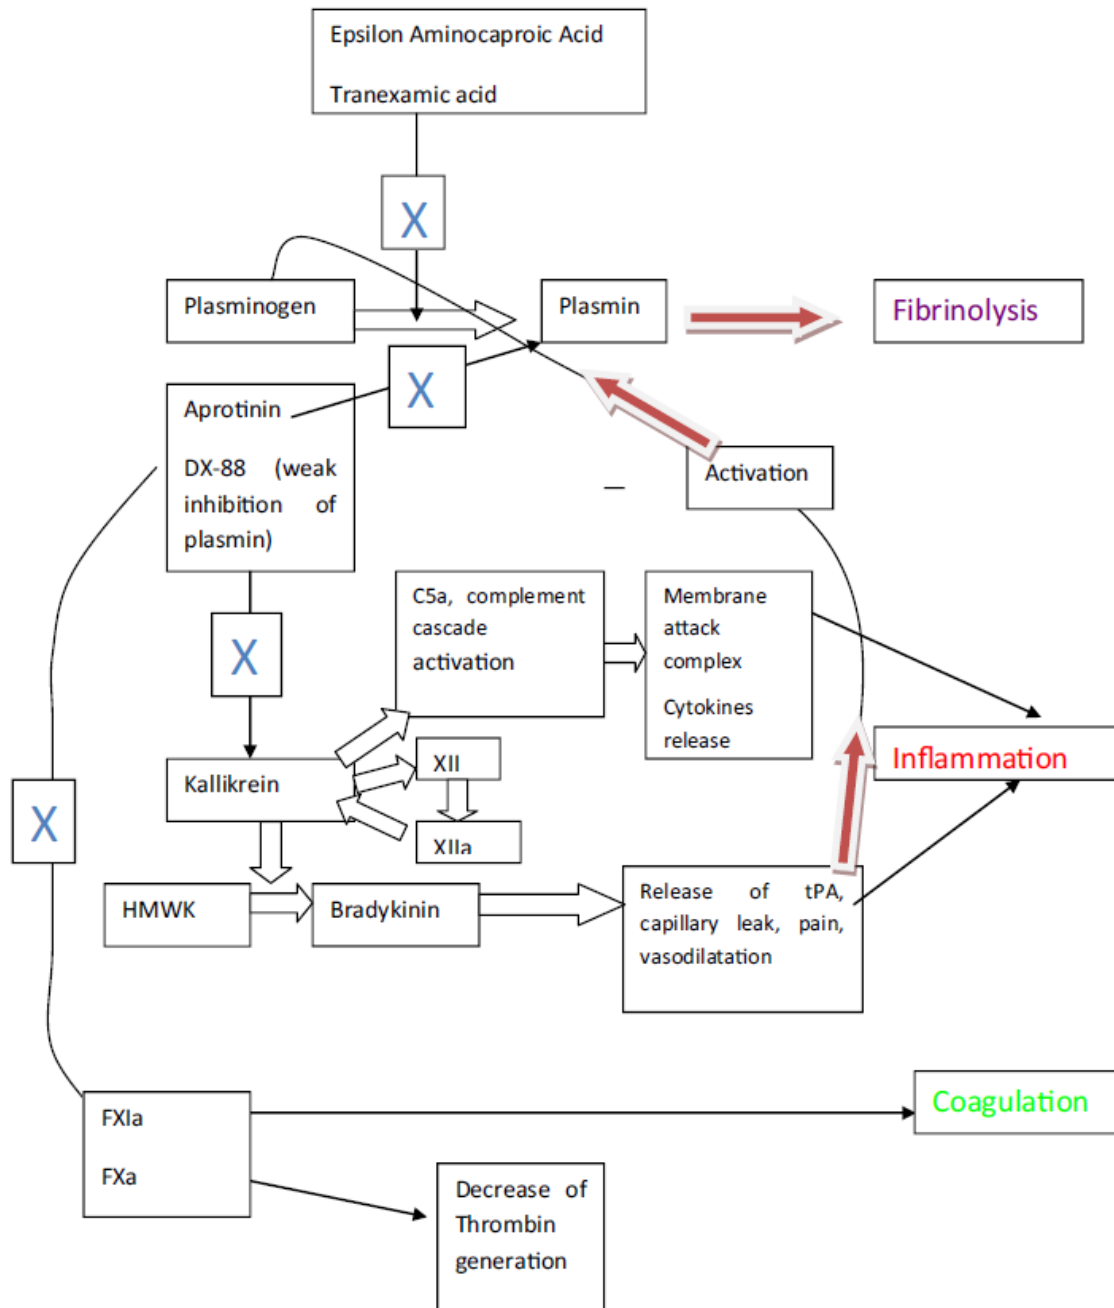 Epsilon Aminocaproic Acid
Tranexamic acid
X
Plasminogen
Plasmin
Fibrinolysis
X
Aprotinin
DX-88 (weak
inhibition of
plasmin)
Activation
C5a, complement
cascade
activation
Membrane
attack
complex
Cytokines
release
X
Kallikrein
XII
XIIa
Inflammation
X
HMWK
Bradykinin
Release of tPA,
capillary leak, pain,
vasodilatation
FXIa
FXa
Coagulation
Decrease of
Thrombin
generation